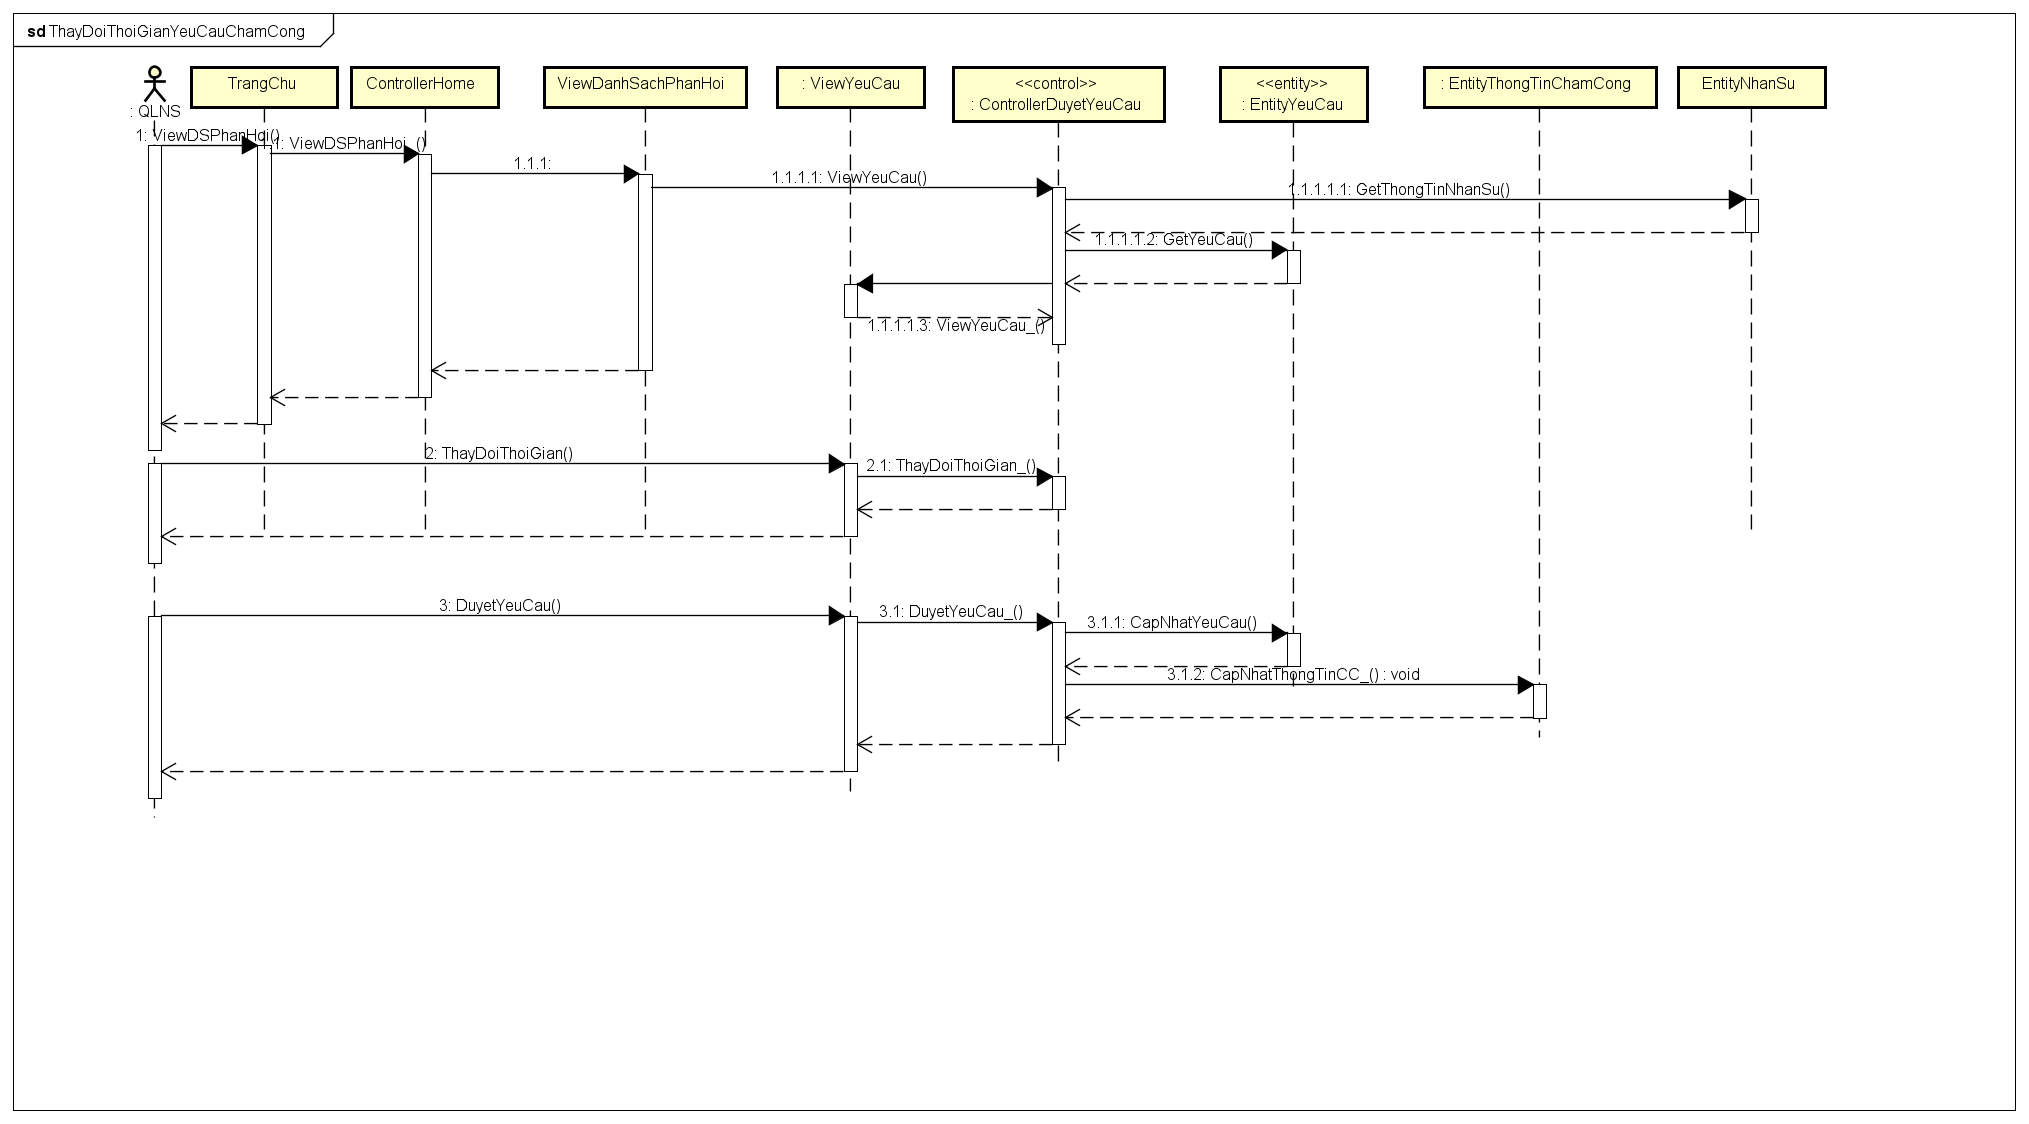 sd ThayDoiThoiGianYeuCauChamCong
: QLNS
TrangChu
ControllerHome
ViewDanhSachPhanHoi
: ViewYeuCau
<<control>>
: ControllerDuyetYeuCau
<<entity>>
: EntityYeuCau
: EntityThongTinChamCong
EntityNhanSu
1: ViewDSPhanHoi()
1: ViewDSPhanHoi_()
1.1.1:
1.1.1.1: ViewYeuCau()
1.1.1.1.1: GetThongTinNhanSu()
1.1.1.1.2: GetYeuCau()
1.1.1.1.3: ViewYeuCau_()
2: ThayDoiThoiGian()
2.1: ThayDoiThoiGian_()
3: DuyetYeuCau()
3.1: DuyetYeuCau_()
3.1.1: CapNhatYeuCau()
3.1.2: CapNhatThongTinCC_() : void